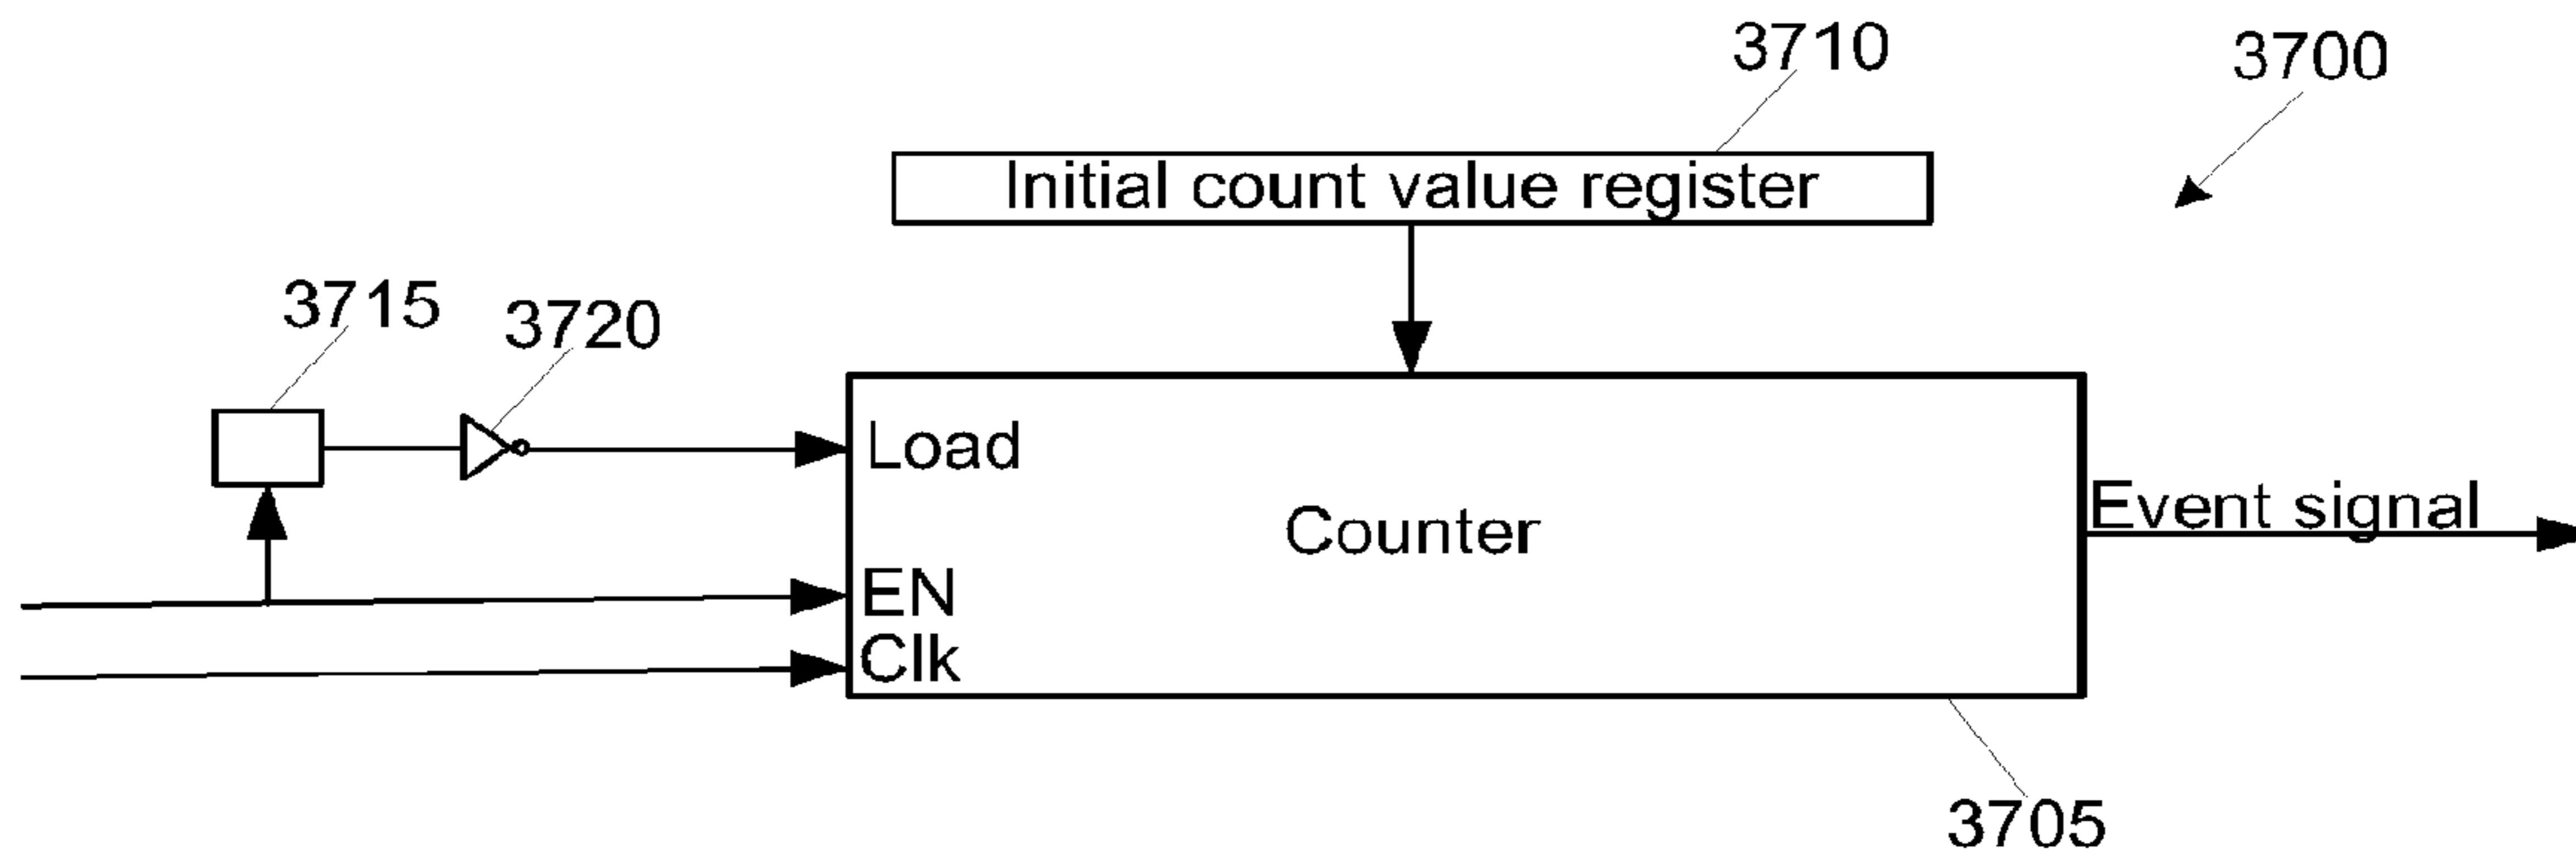 3710
3700
Initial count value register
3715
3720
Load
Counter
Event signal
EN
Clk
3705